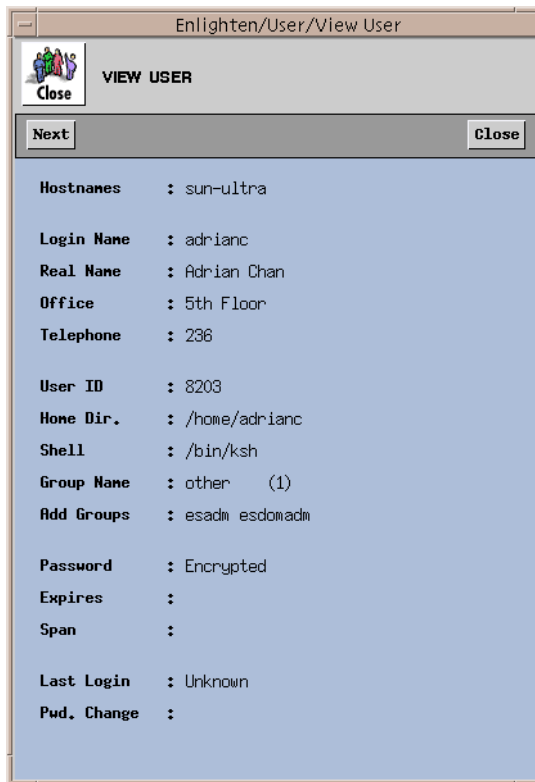 Enlighten/User/View User
Close
VIEW USER
Next
Close
Hostnames : sun-ultra
Login Name : adrianc
Real Name : Adrian Chan
Office : 5th Floor
Telephone : 236
User ID : 8203
Home Dir. : /home/adrianc
Shell : /bin/ksh
Group Name : other (1)
Add Groups : esadm esdomadm
Password : Encrypted
Expires :
Span :
Last Login : Unknown
Pwd. Change :